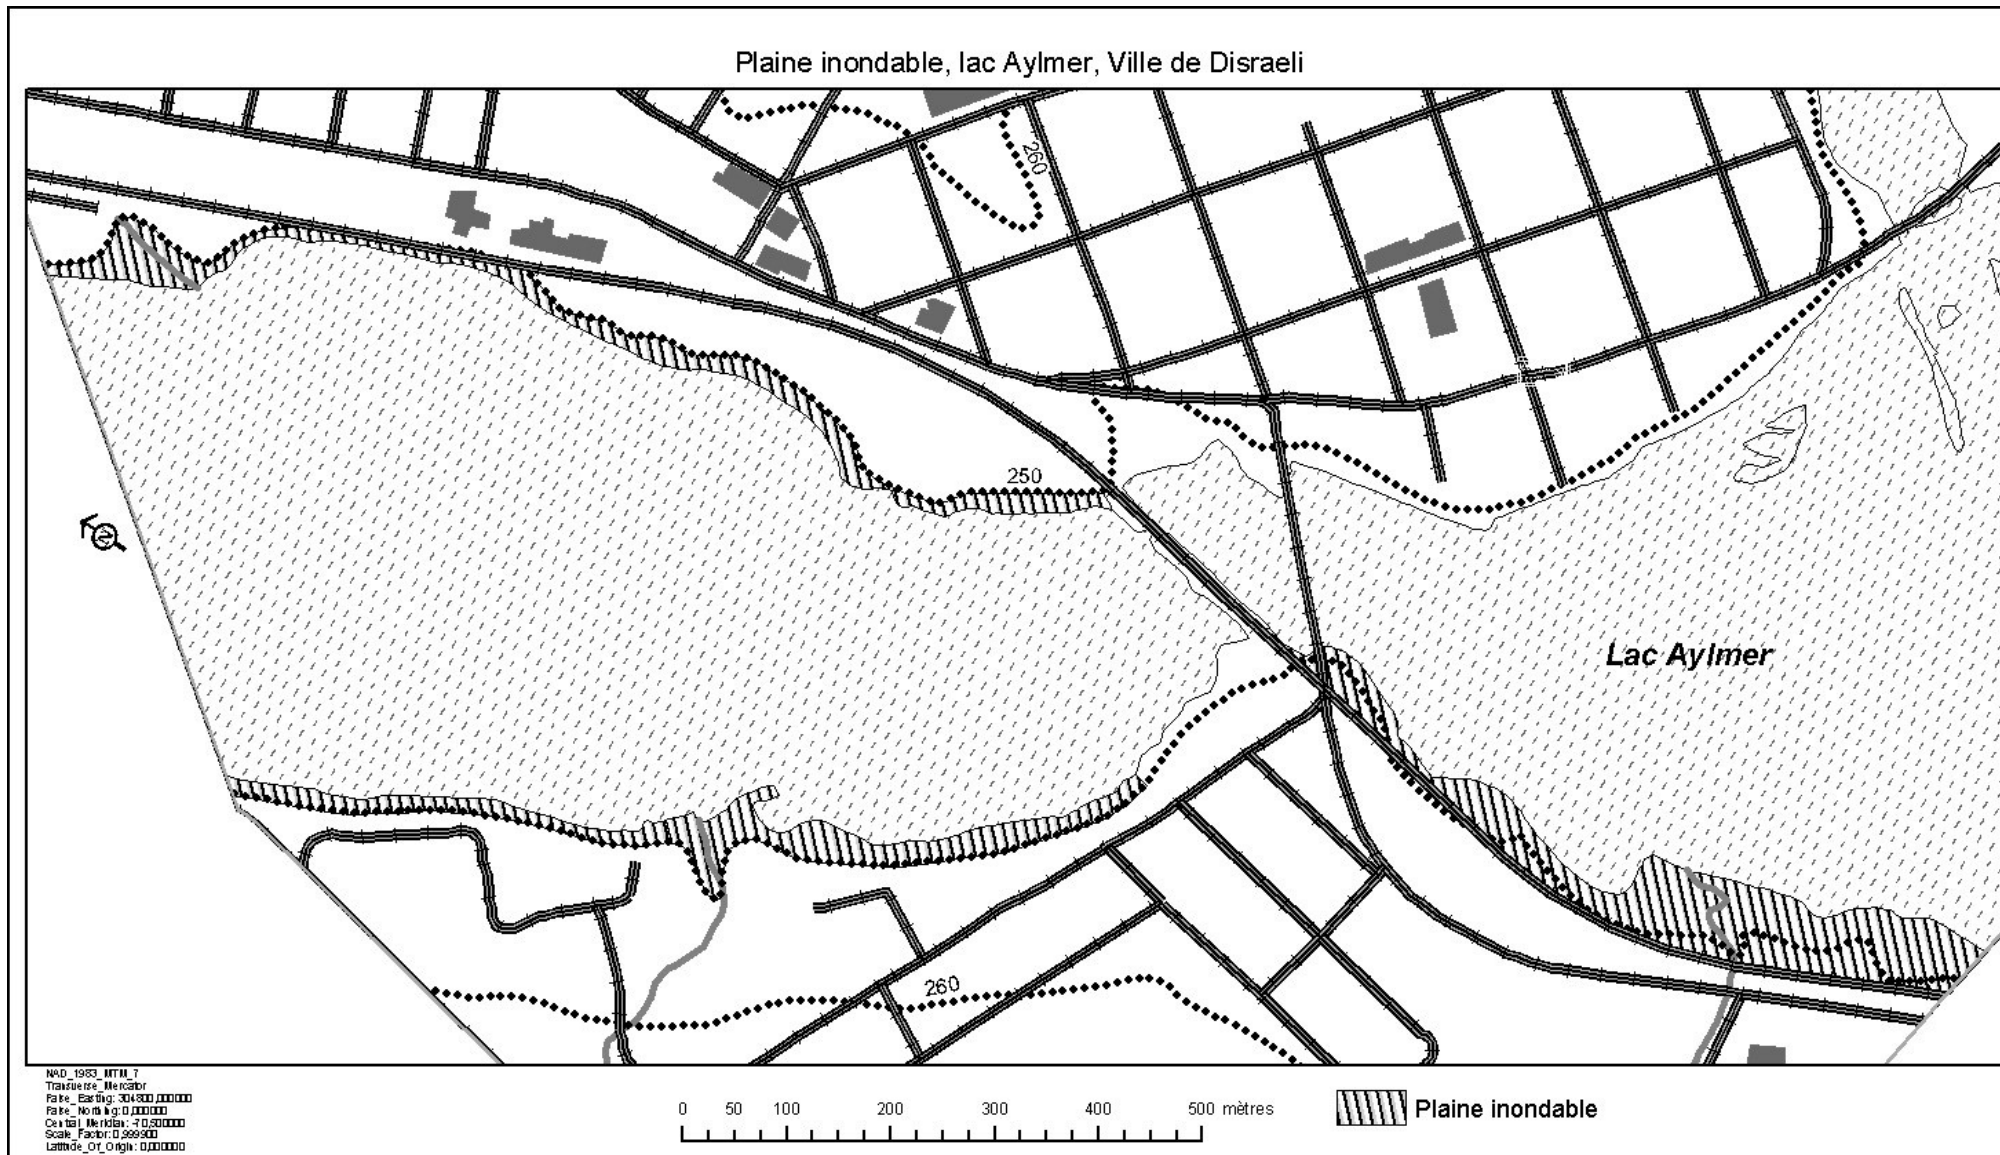 Plaine inondable, lac Aylmer, Ville de Disraeli
260
250
Lac Aylmer
260
N
NAD_1983_MTM_7
Transverse_Mercator
False_Easting: 304800,000000
False_Northing: 0,000000
Central_Meridian: -70,500000
Scale_Factor: 0,999900
Latitude_Of_Origin: 0,000000
0 50 100 200 300 400 500 mètres
Plaine inondable